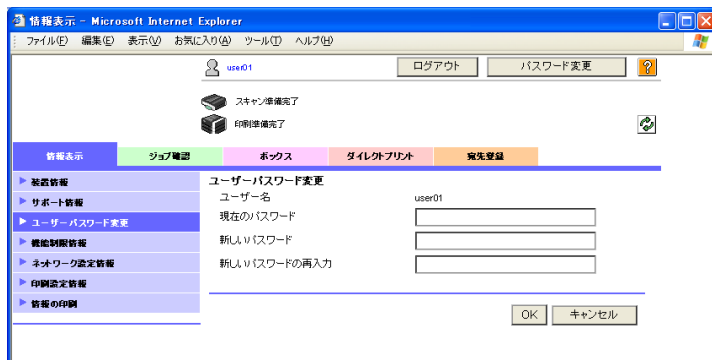 情報表示 - Microsoft Internet Explorer
ファイル(F) 編集(E) 表示(V) お気に入り(A) ツール(T) ヘルプ(H)
user01 ログアウト パスワード変更 ?
スキャン準備完了
印刷準備完了
情報表示 ジョブ確認 ボックス ダイレクトプリント 宛先登録
装置情報
サポート情報
ユーザーパスワード変更
機能制限情報
ネットワーク設定情報
印刷設定情報
情報の印刷
ユーザーパスワード変更
ユーザー名 user01
現在のパスワード
新しいパスワード
新しいパスワードの再入力
OK キャンセル